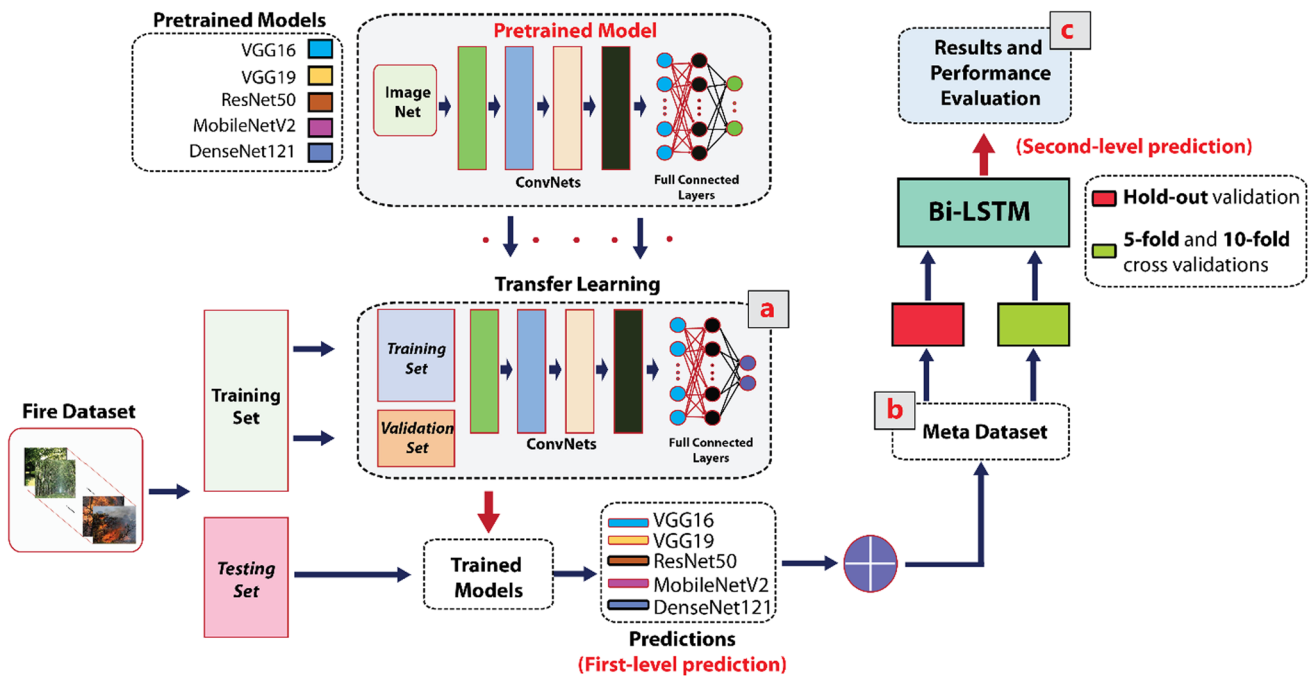 Pretrained Models
VGG16
VGG19
ResNet50
MobileNetV2
DenseNet121
Pretrained Model
Image
Net
ConvNets
Full Connected
Layers
c
Results and
Performance
Evaluation
(Second-level prediction)
Bi-LSTM
Hold-out validation
5-fold and 10-fold
cross validations
Transfer Learning
a
Training
Set
Validation
Set
ConvNets
Full Connected
Layers
Fire Dataset
Training
Set
Testing
Set
Trained
Models
VGG16
VGG19
ResNet50
MobileNetV2
DenseNet121
Predictions
(First-level prediction)
b
Meta Dataset